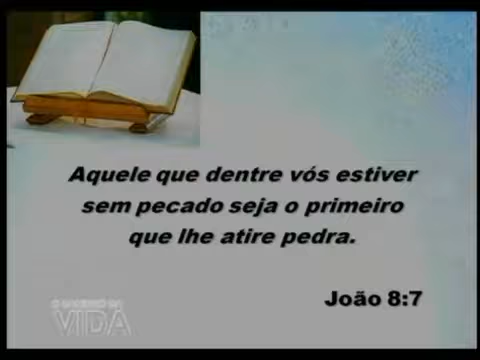 Aquele que dentre vós estiver
sem pecado seja o primeiro
que lhe atire pedra.
João 8:7
VIDA